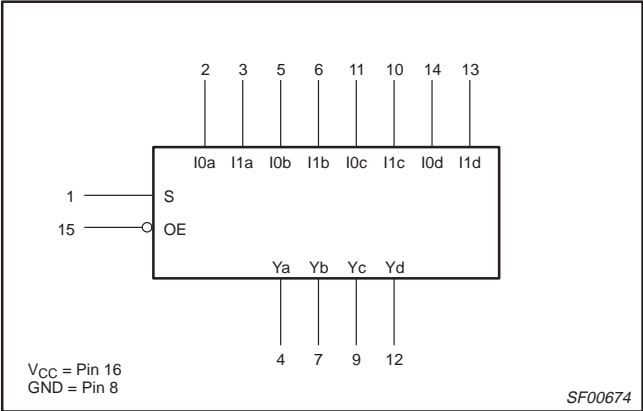 2 3 5 6 11 10 14 13
I0a I1a I0b I1b I0c I1c I0d I1d
1 S
15 OE
Ya Yb Yc Yd
4 7 9 12
VCC = Pin 16
GND = Pin 8
SF00674